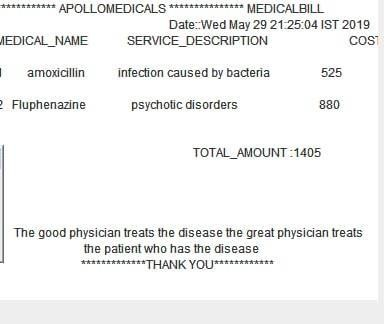 *********** APOLLOMEDICALS *************** MEDICALBILL
Date::Wed May 29 21:25:04 IST 2019
MEDICAL_NAME SERVICE_DESCRIPTION COST
amoxicillin infection caused by bacteria 525
2 Fluphenazine psychotic disorders 880
TOTAL_AMOUNT :1405
The good physician treats the disease the great physician treats
the patient who has the disease
*************THANK YOU************